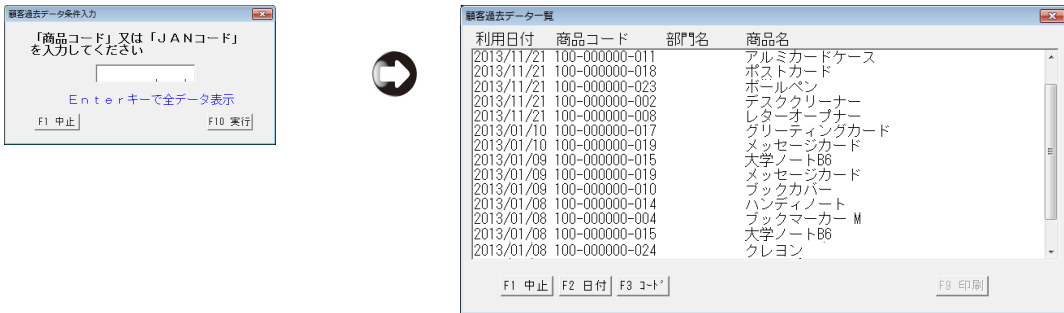 顧客過去データ条件入力
「商品コード」又は「JANコード」
を入力してください
Enterキーで全データ表示
F1 中止 F10 実行
顧客過去データ一覧
利用日付 商品コード 部門名 商品名
2013/11/21 100-000000-011 アルミカードケース
2013/11/21 100-000000-018 ポストカード
2013/11/21 100-000000-023 ボールペン
2013/11/21 100-000000-002 デスククリーナー
2013/11/21 100-000000-008 レターオープナー
2013/01/10 100-000000-017 グリーティングカード
2013/01/10 100-000000-019 メッセージカード
2013/01/09 100-000000-015 大学ノートB6
2013/01/09 100-000000-019 メッセージカード
2013/01/09 100-000000-010 ブックカバー
2013/01/08 100-000000-014 ハンディノート
2013/01/08 100-000000-004 ブックマーカー M
2013/01/08 100-000000-015 大学ノートB6
2013/01/08 100-000000-024 クレヨン
F1 中止 F2 日付 F3 コード F9 印刷